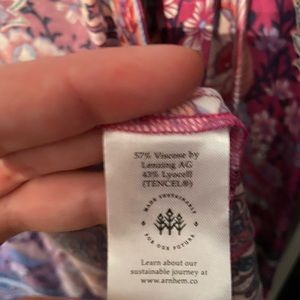 57% Viscose by
Lenzing AG
43% Lyocell
(TENCEL®)
MADE SUSTAINABLY
FOR OUR FUTURE
Learn about our
sustainable journey at
www.arnhem.co